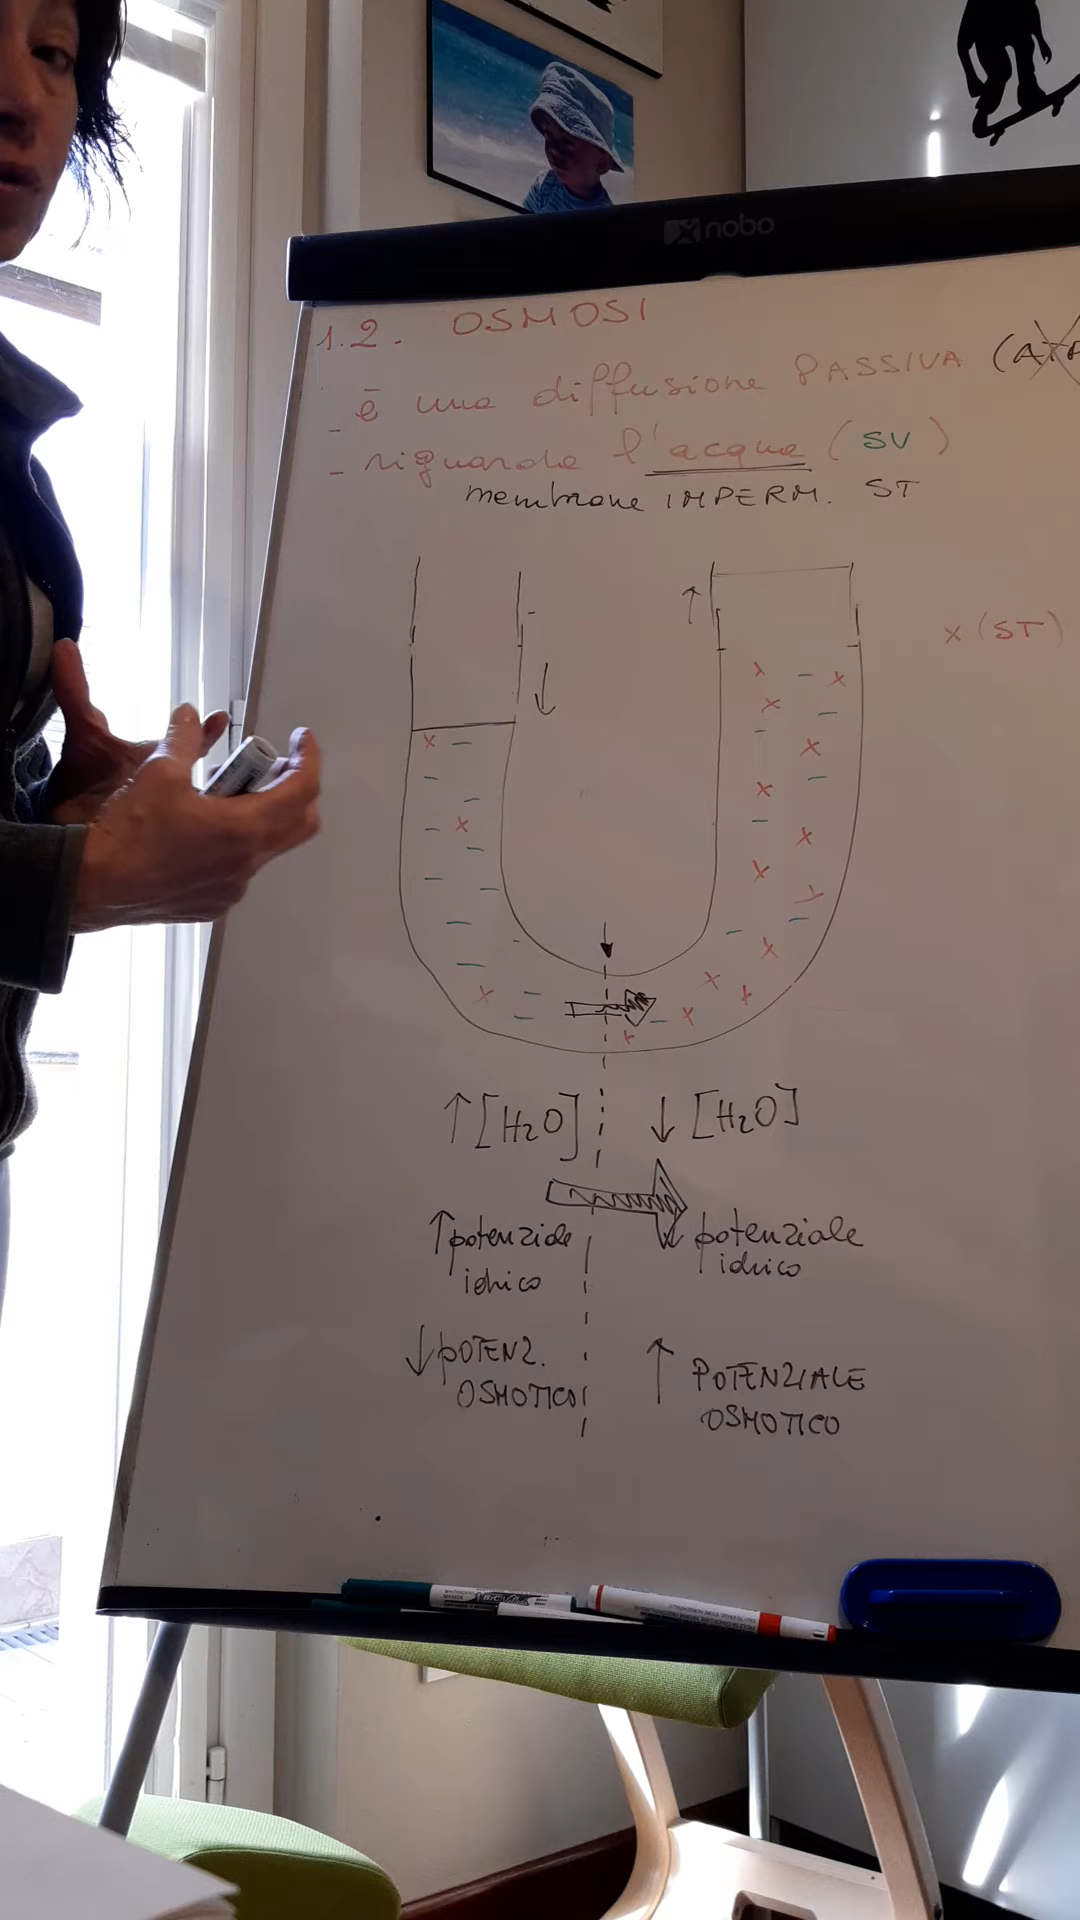 nobo
1.2. OSMOSI
- è una diffusione PASSIVA (ATP
- riguarda l'acqua (SV)
membrana IMPERM. ST
x (ST)
↑[H₂O] ↓[H₂O]
↑potenziale idrico
↓potenziale idrico
↓POTENZ. OSMOTICO
↑ POTENZIALE OSMOTICO